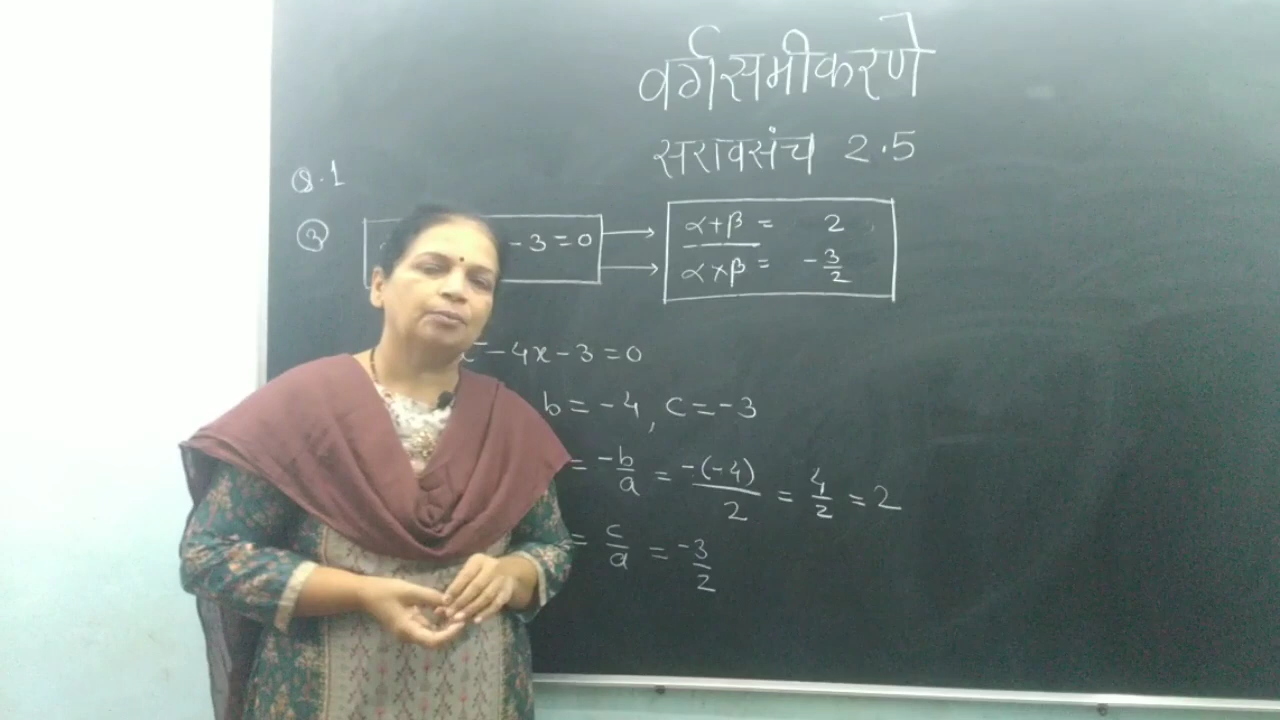 वर्गसमीकरणे
सरावसंच 2.5
Q.1
③
- 3 = 0
α+β = 2
α×β = -3/2
- 4x - 3 = 0
b = -4, c = -3
= -b/a = -(-4)/2 = 4/2 = 2
= c/a = -3/2